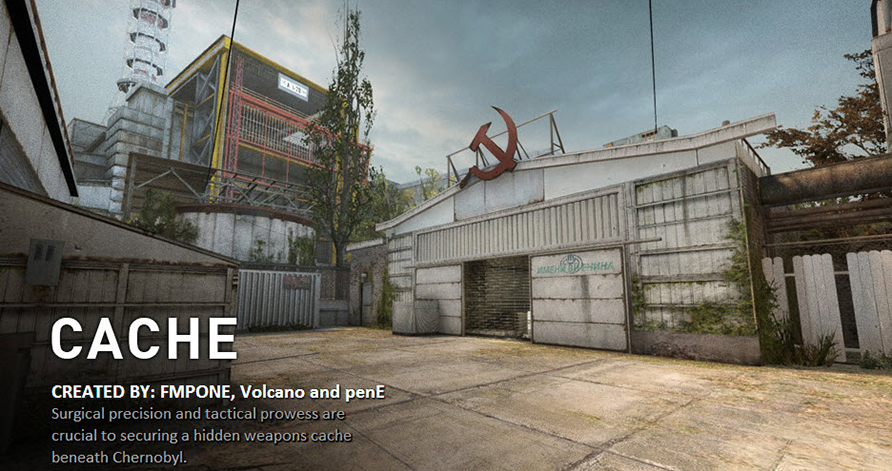 CACHE
CREATED BY: FMPONE, Volcano and penE
Surgical precision and tactical prowess are
crucial to securing a hidden weapons cache
beneath Chernobyl.